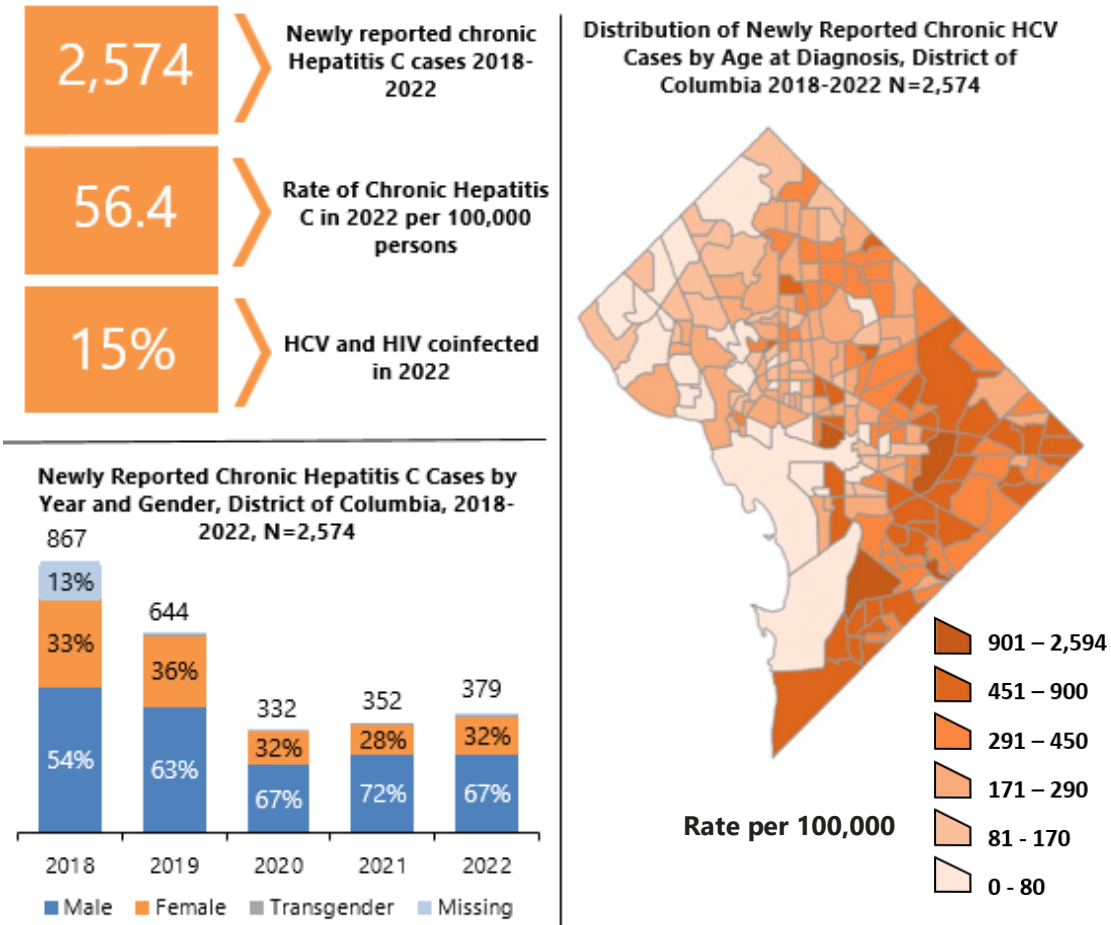 2,574
Newly reported chronic
Hepatitis C cases 2018-
2022
56.4
Rate of Chronic Hepatitis
C in 2022 per 100,000
persons
15%
HCV and HIV coinfected
in 2022
Newly Reported Chronic Hepatitis C Cases by
Year and Gender, District of Columbia, 2018-
2022, N=2,574
867
13%
33%
54%
644
36%
63%
332
32%
67%
352
28%
72%
379
32%
67%
2018
2019
2020
2021
2022
Male
Female
Transgender
Missing
Distribution of Newly Reported Chronic HCV
Cases by Age at Diagnosis, District of
Columbia 2018-2022 N=2,574
901 – 2,594
451 – 900
291 – 450
171 – 290
81 - 170
0 - 80
Rate per 100,000